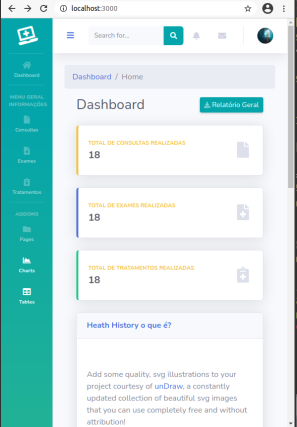 localhost:3000
Search for...
Dashboard
MENU GERAL
INFORMAÇÕES
Consultas
Exames
Tratamentos
ADDONS
Pages
Charts
Tables
Dashboard / Home
Dashboard
Relatório Geral
TOTAL DE CONSULTAS REALIZADAS
18
TOTAL DE EXAMES REALIZADAS
18
TOTAL DE TRATAMENTOS REALIZADAS
18
Heath History o que é?
Add some quality, svg illustrations to your
project courtesy of unDraw, a constantly
updated collection of beautiful svg images
that you can use completely free and without
attribution!